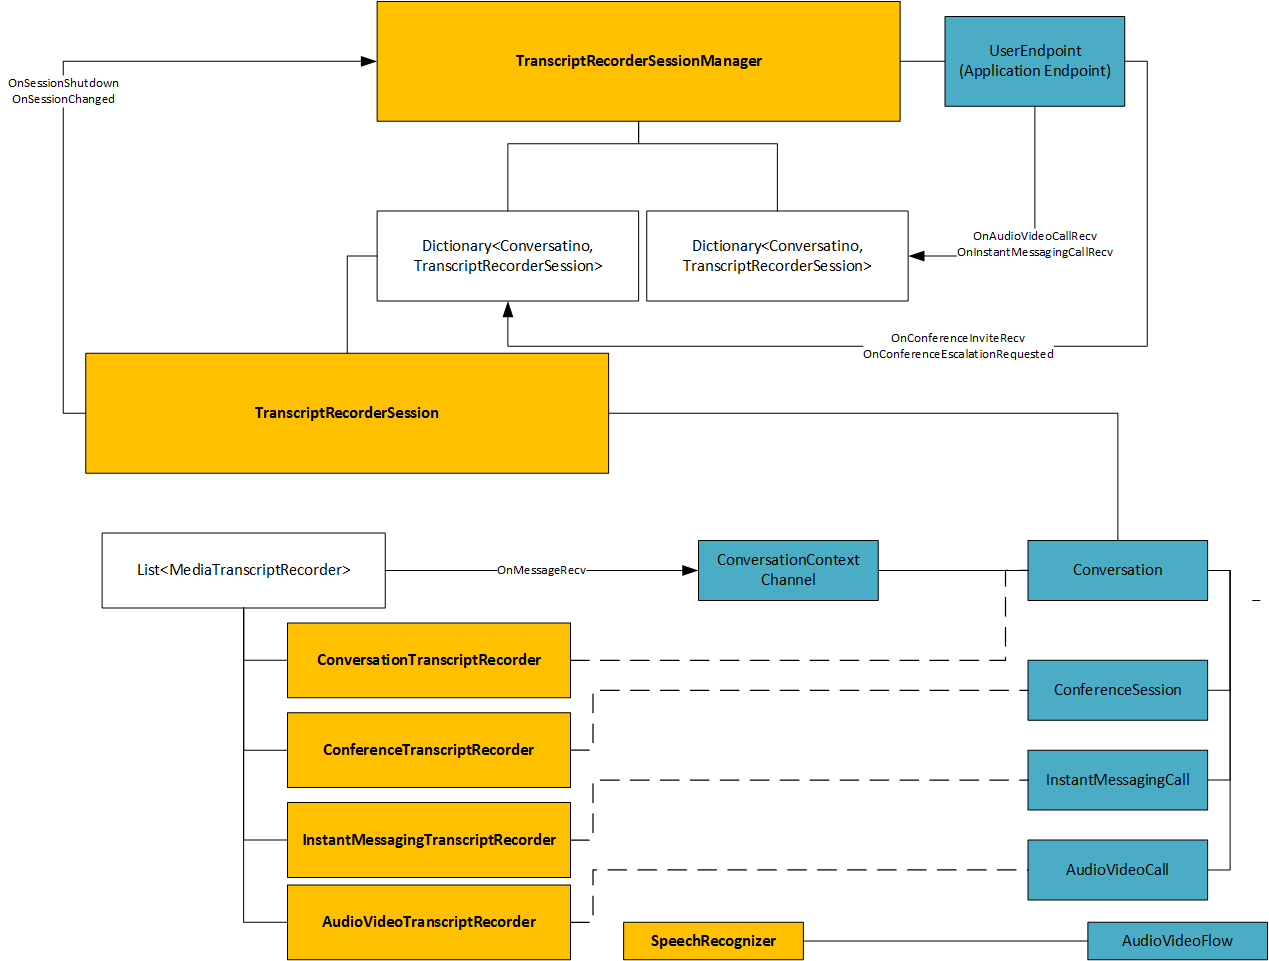 TranscriptRecorderSessionManager
UserEndpoint
(Application Endpoint)
OnSessionShutdown
OnSessionChanged
Dictionary<Conversatino,
TranscriptRecorderSession>
Dictionary<Conversatino,
TranscriptRecorderSession>
OnAudioVideoCallRecv
OnInstantMessagingCallRecv
OnConferenceInviteRecv
OnConferenceEscalationRequested
TranscriptRecorderSession
List<MediaTranscriptRecorder>
OnMessageRecv
ConversationContext
Channel
Conversation
ConversationTranscriptRecorder
ConferenceSession
ConferenceTranscriptRecorder
InstantMessagingCall
InstantMessagingTranscriptRecorder
AudioVideoCall
AudioVideoTranscriptRecorder
SpeechRecognizer
AudioVideoFlow